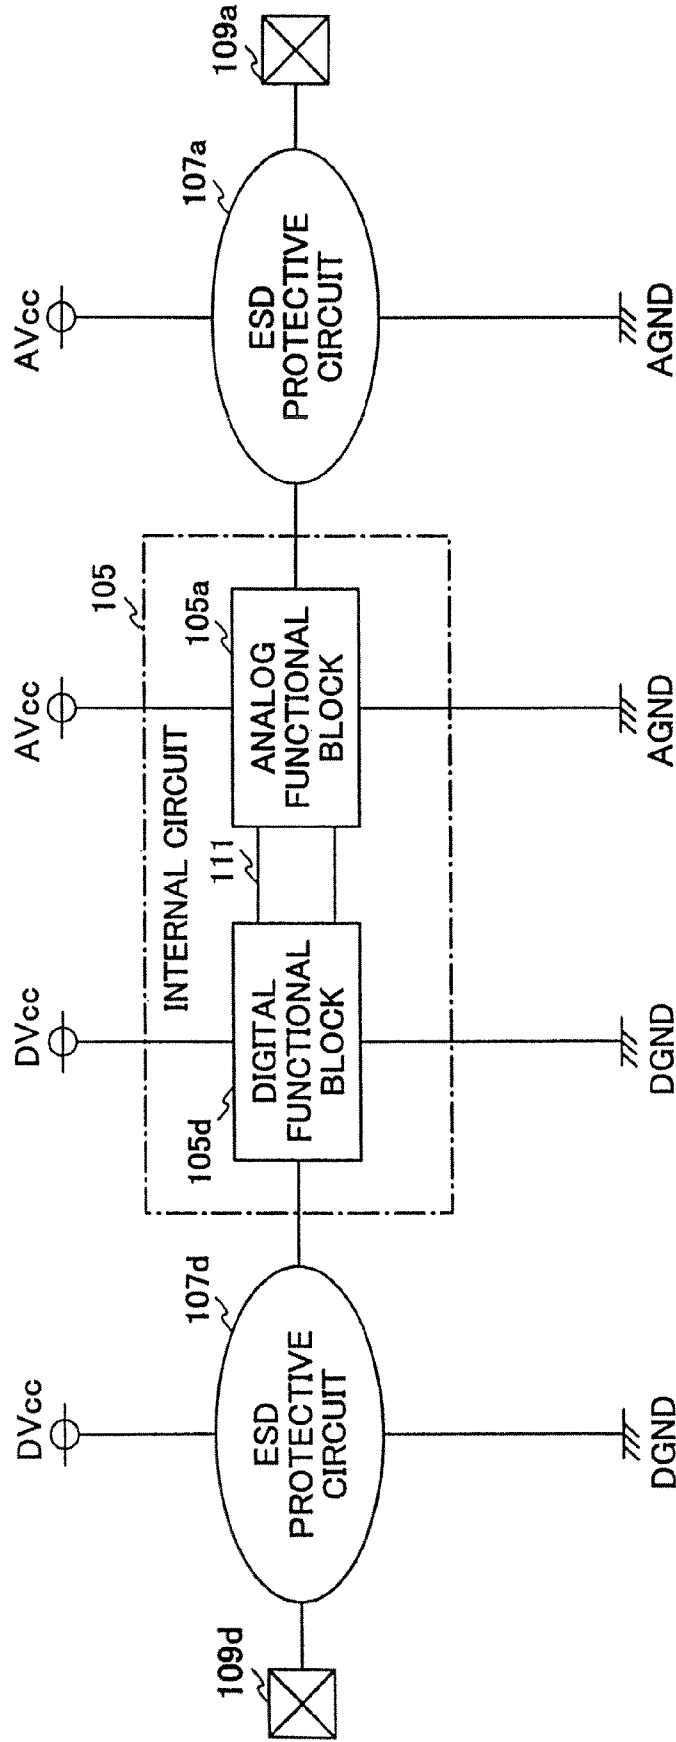 DVcc
DVcc
AVcc
AVcc
105
INTERNAL CIRCUIT
109d
107d
105d
111
105a
107a
109a
ESD
PROTECTIVE
CIRCUIT
DIGITAL
FUNCTIONAL
BLOCK
ANALOG
FUNCTIONAL
BLOCK
ESD
PROTECTIVE
CIRCUIT
DGND
DGND
AGND
AGND